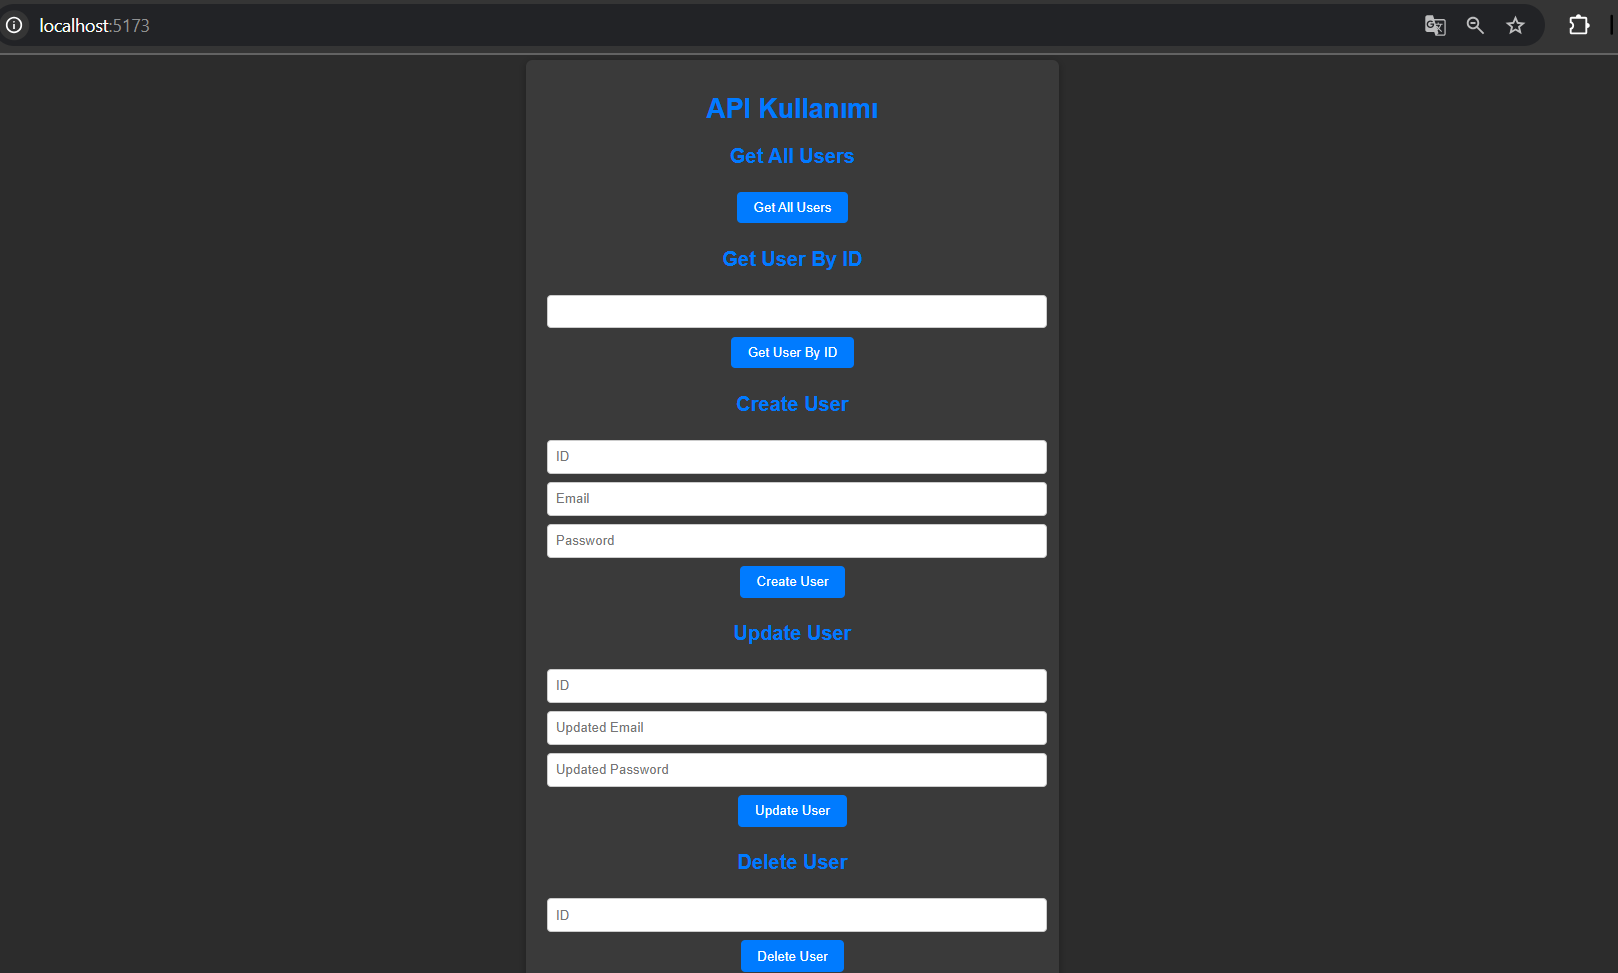 localhost:5173
API Kullanımı
Get All Users
Get All Users
Get User By ID
Get User By ID
Create User
ID
Email
Password
Create User
Update User
ID
Updated Email
Updated Password
Update User
Delete User
ID
Delete User